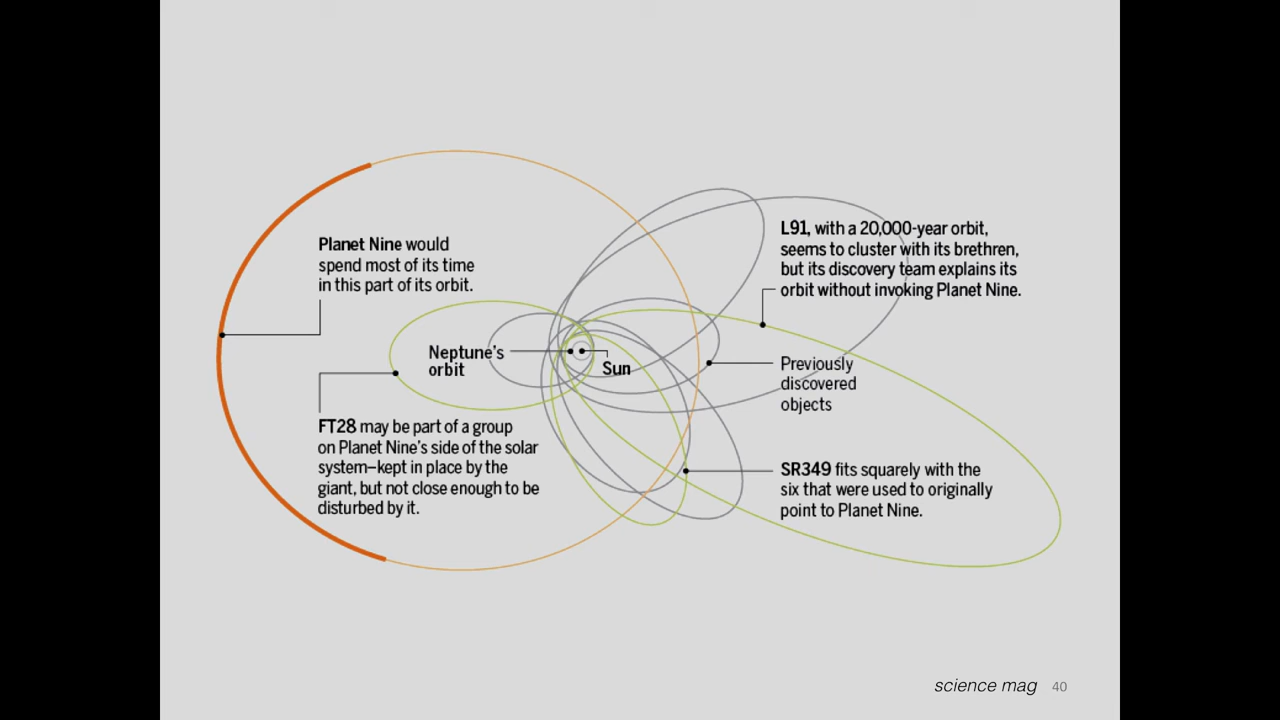 Planet Nine would
spend most of its time
in this part of its orbit.
L91, with a 20,000-year orbit,
seems to cluster with its brethren,
but its discovery team explains its
orbit without invoking Planet Nine.
Neptune's
orbit
Sun
Previously
discovered
objects
FT28 may be part of a group
on Planet Nine's side of the solar
system–kept in place by the
giant, but not close enough to be
disturbed by it.
SR349 fits squarely with the
six that were used to originally
point to Planet Nine.
science mag 40